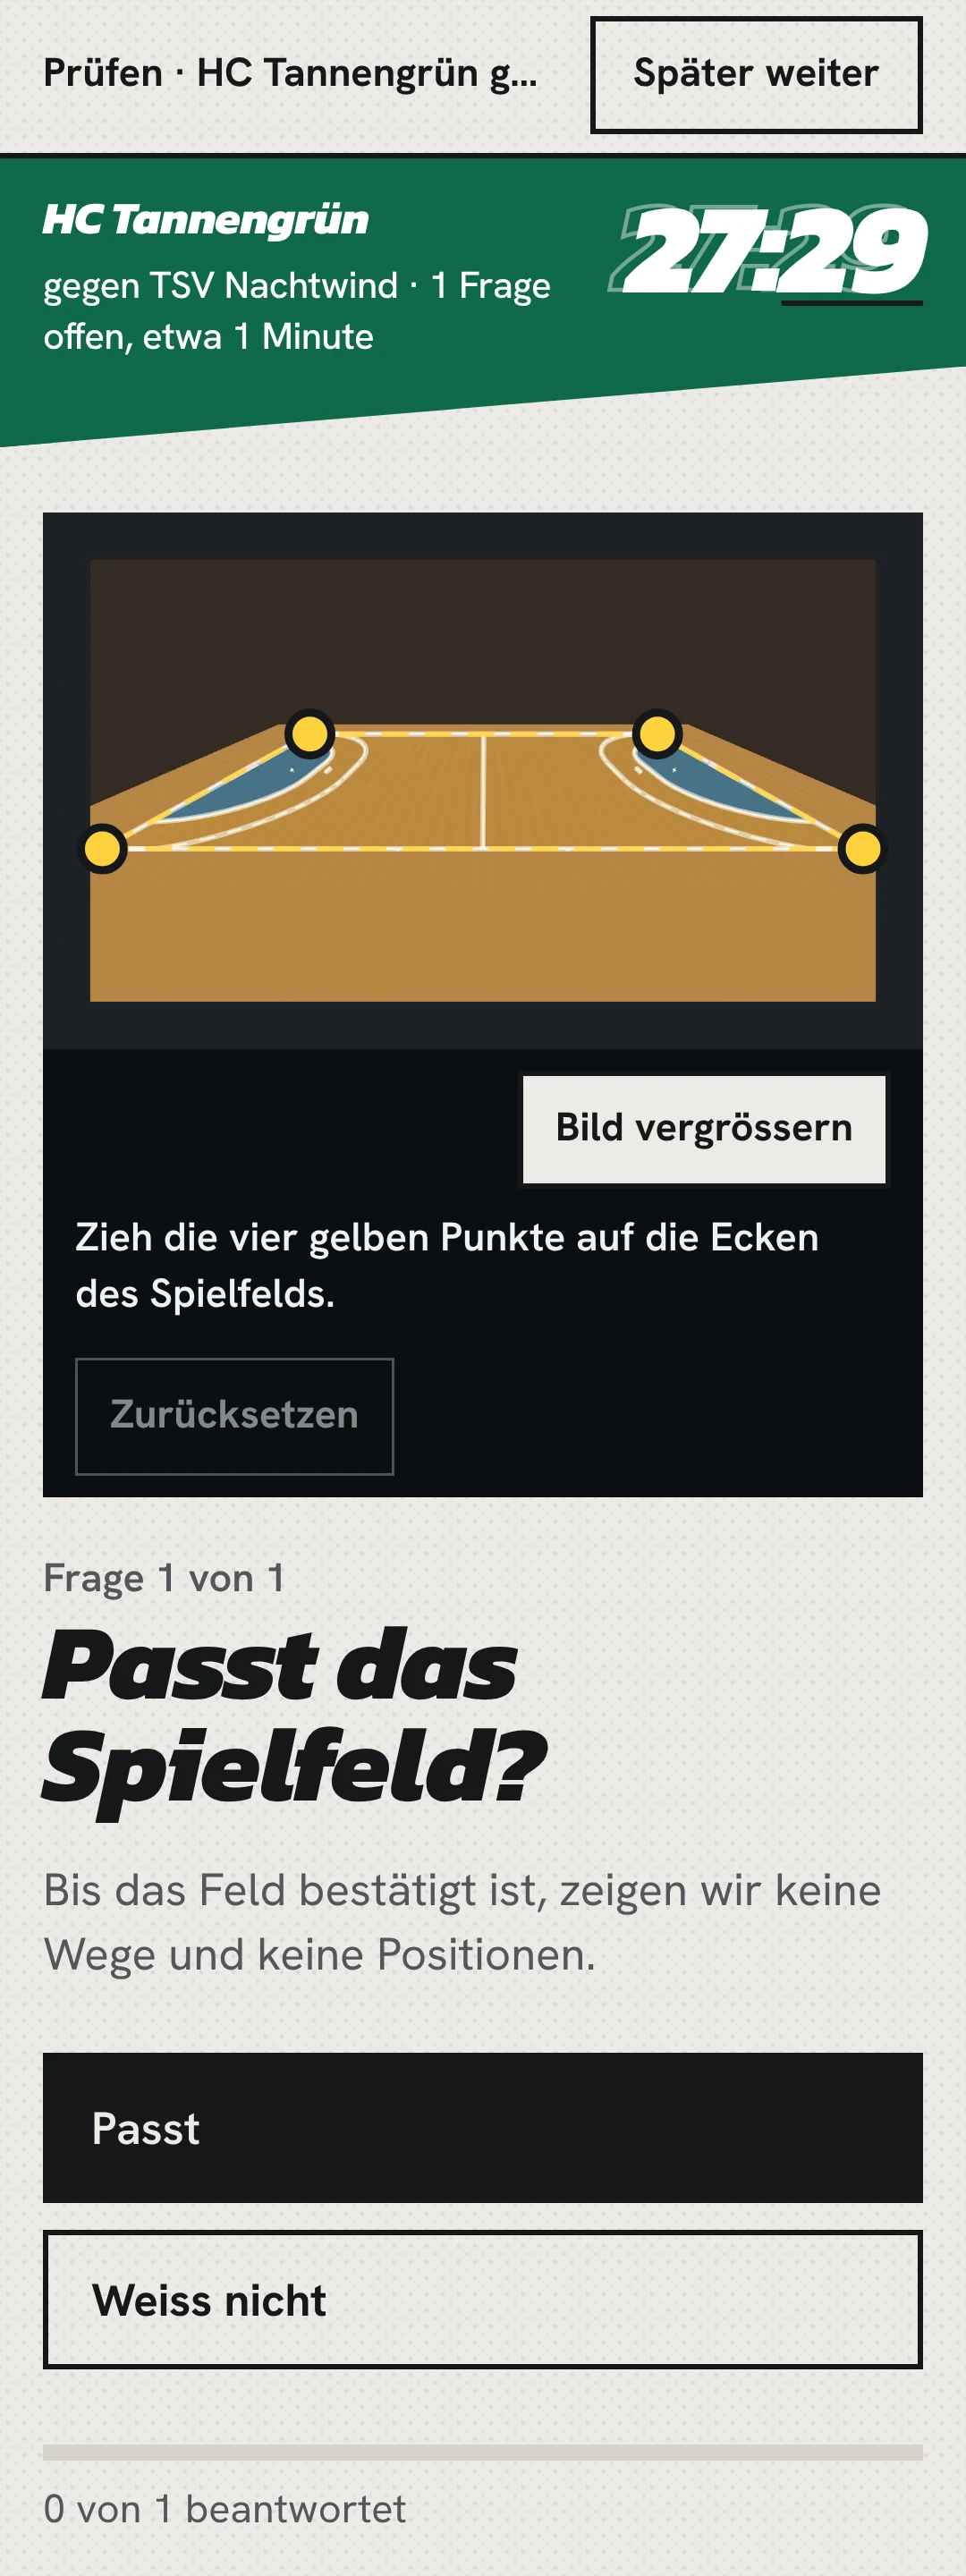 Prüfen · HC Tannengrün g...
Später weiter
HC Tannengrün
27:29
gegen TSV Nachtwind · 1 Frage
offen, etwa 1 Minute
Bild vergrössern
Zieh die vier gelben Punkte auf die Ecken
des Spielfelds.
Zurücksetzen
Frage 1 von 1
Passt das
Spielfeld?
Bis das Feld bestätigt ist, zeigen wir keine
Wege und keine Positionen.
Passt
Weiss nicht
0 von 1 beantwortet